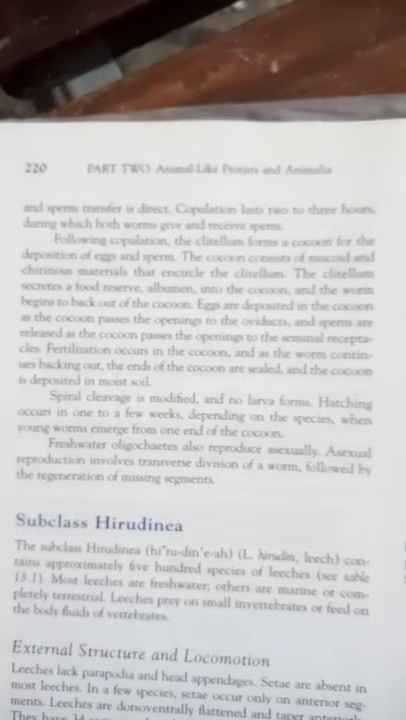 220 PART TWO Animal-Like Protists and Animalia
and sperm transfer is direct. Copulation lasts two to three hours,
during which both worms give and receive sperm.
Following copulation, the clitellum forms a cocoon for the
deposition of eggs and sperm. The cocoon consists of mucoid and
chitinous materials that encircle the clitellum. The clitellum
secretes a food reserve, albumen, into the cocoon, and the worm
begins to back out of the cocoon. Eggs are deposited in the cocoon
as the cocoon passes the openings to the oviducts, and sperm are
released as the cocoon passes the openings to the seminal recepta-
cles. Fertilization occurs in the cocoon, and as the worm contin-
ues backing out, the ends of the cocoon are sealed, and the cocoon
is deposited in moist soil.
Spiral cleavage is modified, and no larva forms. Hatching
occurs in one to a few weeks, depending on the species, when
young worms emerge from one end of the cocoon.
Freshwater oligochaetes also reproduce asexually. Asexual
reproduction involves transverse division of a worm, followed by
the regeneration of missing segments.
Subclass Hirudinea
The subclass Hirudinea (hi"ru-din'e-ah) (L. hirudin, leech) con-
tains approximately five hundred species of leeches (see table
13.1). Most leeches are freshwater; others are marine or com-
pletely terrestrial. Leeches prey on small invertebrates or feed on
the body fluids of vertebrates.
External Structure and Locomotion
Leeches lack parapodia and head appendages. Setae are absent in
most leeches. In a few species, setae occur only on anterior seg-
ments. Leeches are dorsoventrally flattened and taper anteriorly.
They have 34